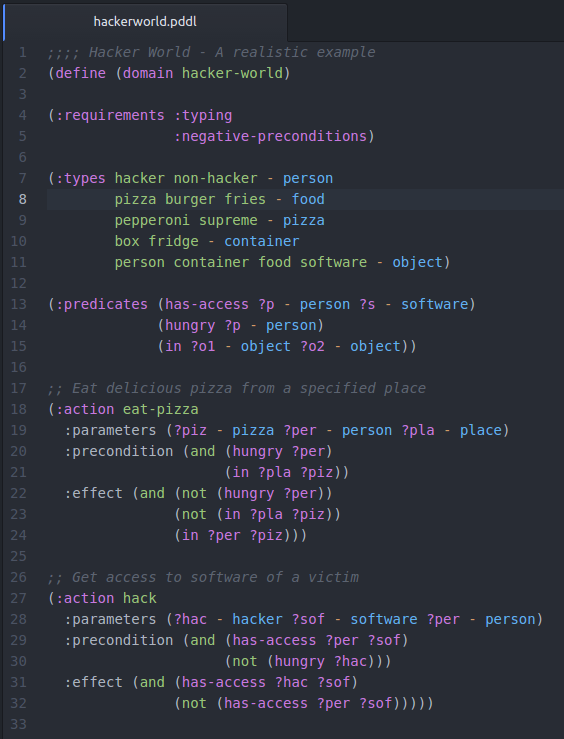 hackerworld.pddl
1 ;;;; Hacker World - A realistic example
2 (define (domain hacker-world)
3
4 (:requirements :typing
5                :negative-preconditions)
6
7 (:types hacker non-hacker - person
8         pizza burger fries - food
9         pepperoni supreme - pizza
10         box fridge - container
11         person container food software - object)
12
13 (:predicates (has-access ?p - person ?s - software)
14              (hungry ?p - person)
15              (in ?o1 - object ?o2 - object))
16
17 ;; Eat delicious pizza from a specified place
18 (:action eat-pizza
19   :parameters (?piz - pizza ?per - person ?pla - place)
20   :precondition (and (hungry ?per)
21                      (in ?pla ?piz))
22   :effect (and (not (hungry ?per))
23                (not (in ?pla ?piz))
24                (in ?per ?piz)))
25
26 ;; Get access to software of a victim
27 (:action hack
28   :parameters (?hac - hacker ?sof - software ?per - person)
29   :precondition (and (has-access ?per ?sof)
30                      (not (hungry ?hac)))
31   :effect (and (has-access ?hac ?sof)
32                (not (has-access ?per ?sof)))))
33